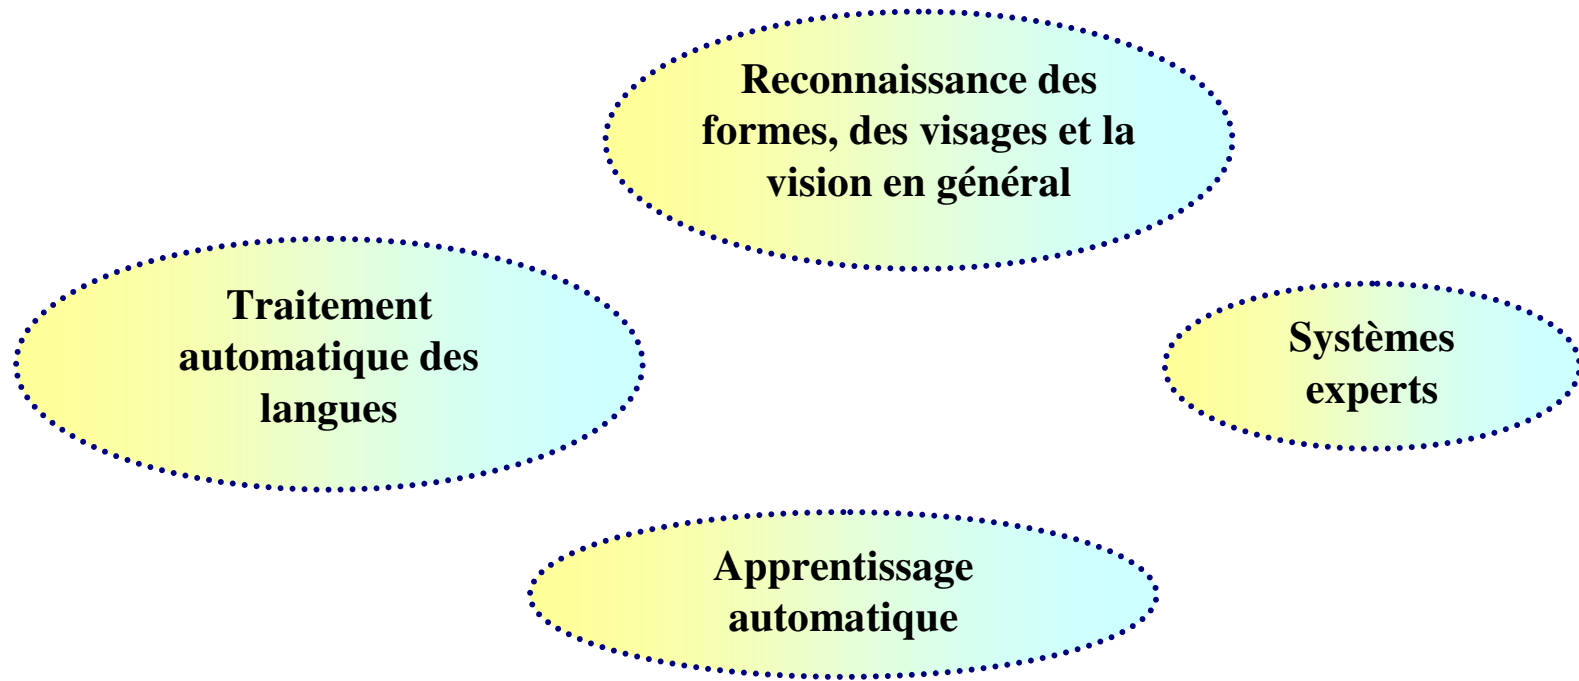 Reconnaissance des
formes, des visages et la
vision en général
Traitement
automatique des
langues
Systèmes
experts
Apprentissage
automatique